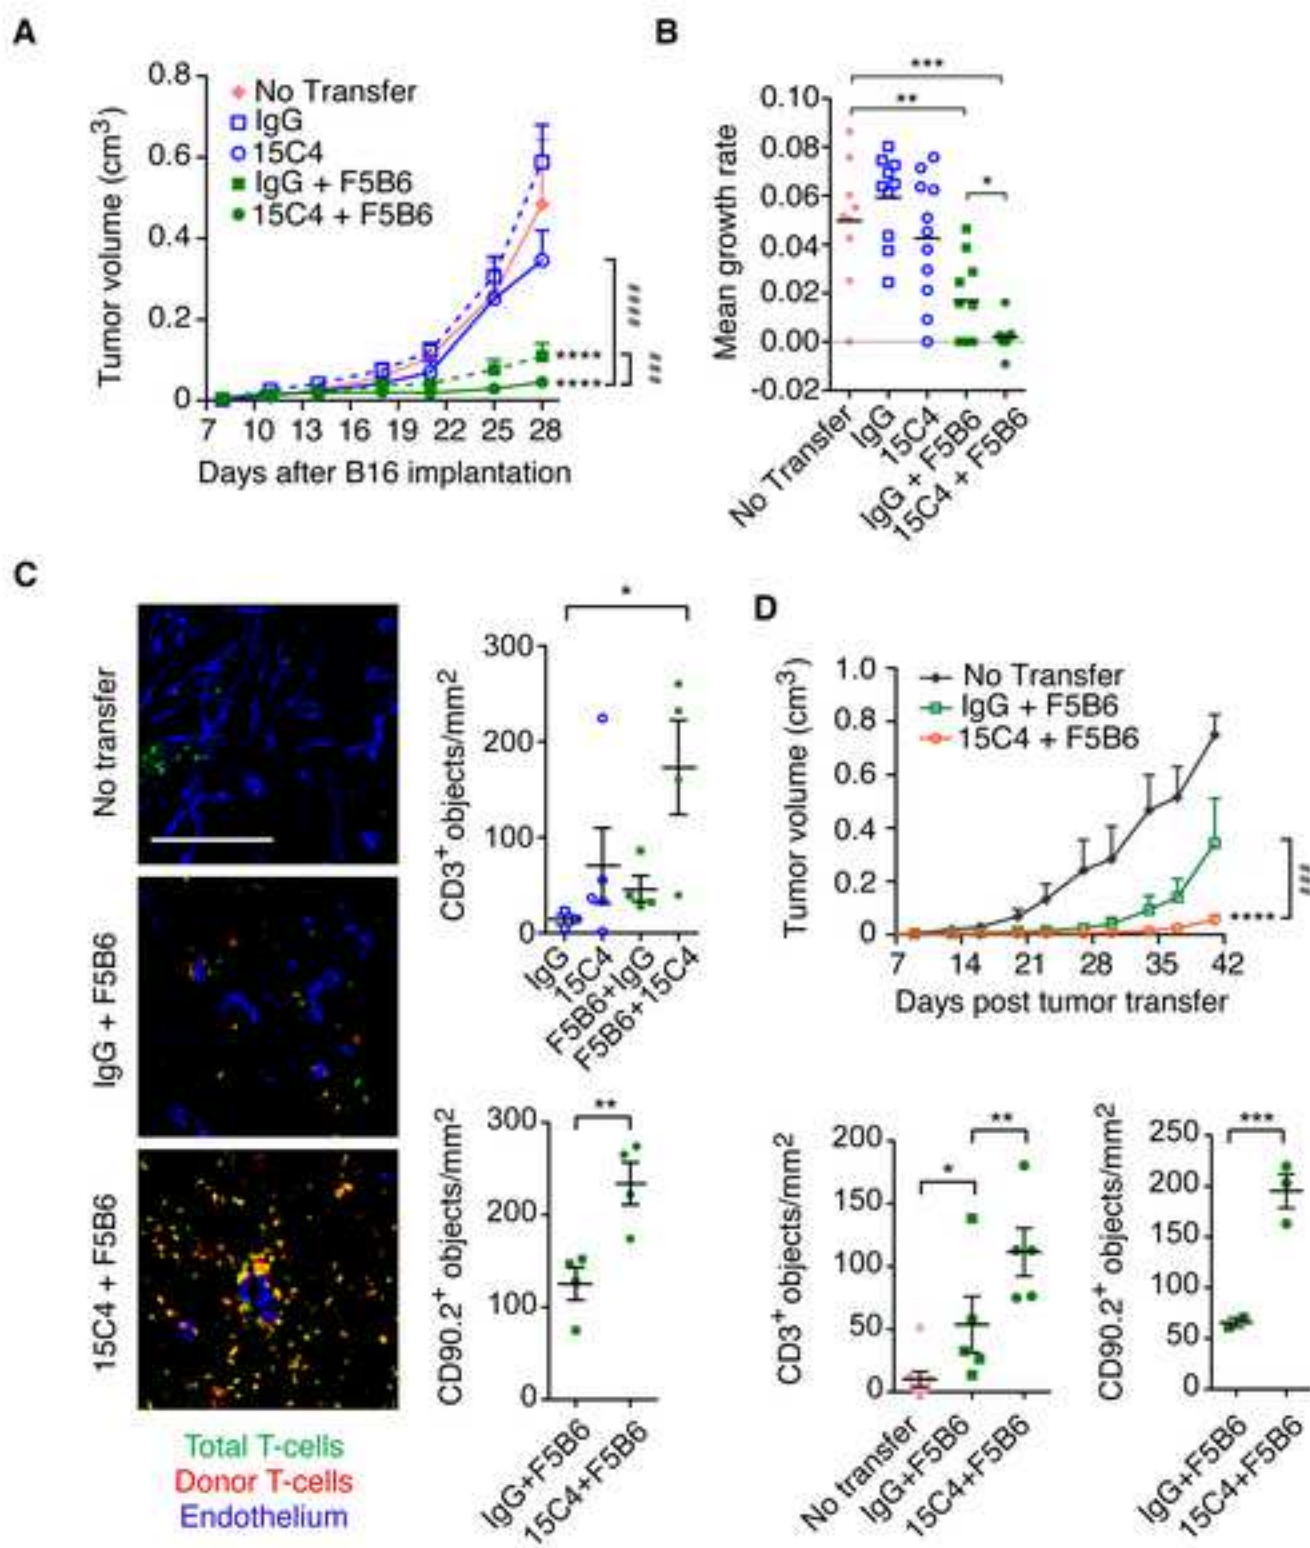 A
Tumor volume (cm³)
0.8
0.6
0.4
0.2
0
No Transfer
IgG
15C4
IgG + F5B6
15C4 + F5B6
####
****
****
###
7 10 13 16 19 22 25 28
Days after B16 implantation
B
Mean growth rate
***
**
*
0.10
0.08
0.06
0.04
0.02
0.00
-0.02
No Transfer
IgG
15C4
IgG + F5B6
15C4 + F5B6
C
No transfer
IgG + F5B6
15C4 + F5B6
Total T-cells
Donor T-cells
Endothelium
*
CD3⁺ objects/mm²
300
200
100
0
IgG
15C4
F5B6+IgG
F5B6+15C4
**
CD90.2⁺ objects/mm²
300
200
100
0
IgG+F5B6
15C4+F5B6
D
Tumor volume (cm³)
1.0
0.8
0.6
0.4
0.2
0
No Transfer
IgG + F5B6
15C4 + F5B6
****
###
7 14 21 28 35 42
Days post tumor transfer
CD3⁺ objects/mm²
**
*
200
150
100
50
0
No transfer
IgG+F5B6
15C4+F5B6
CD90.2⁺ objects/mm²
***
250
200
150
100
50
0
IgG+F5B6
15C4+F5B6